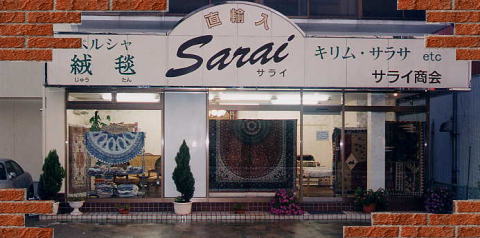 直輸入
ペルシャ
絨毯
じゅう たん
Sarai
サライ
キリム・サラサ etc
サライ商会